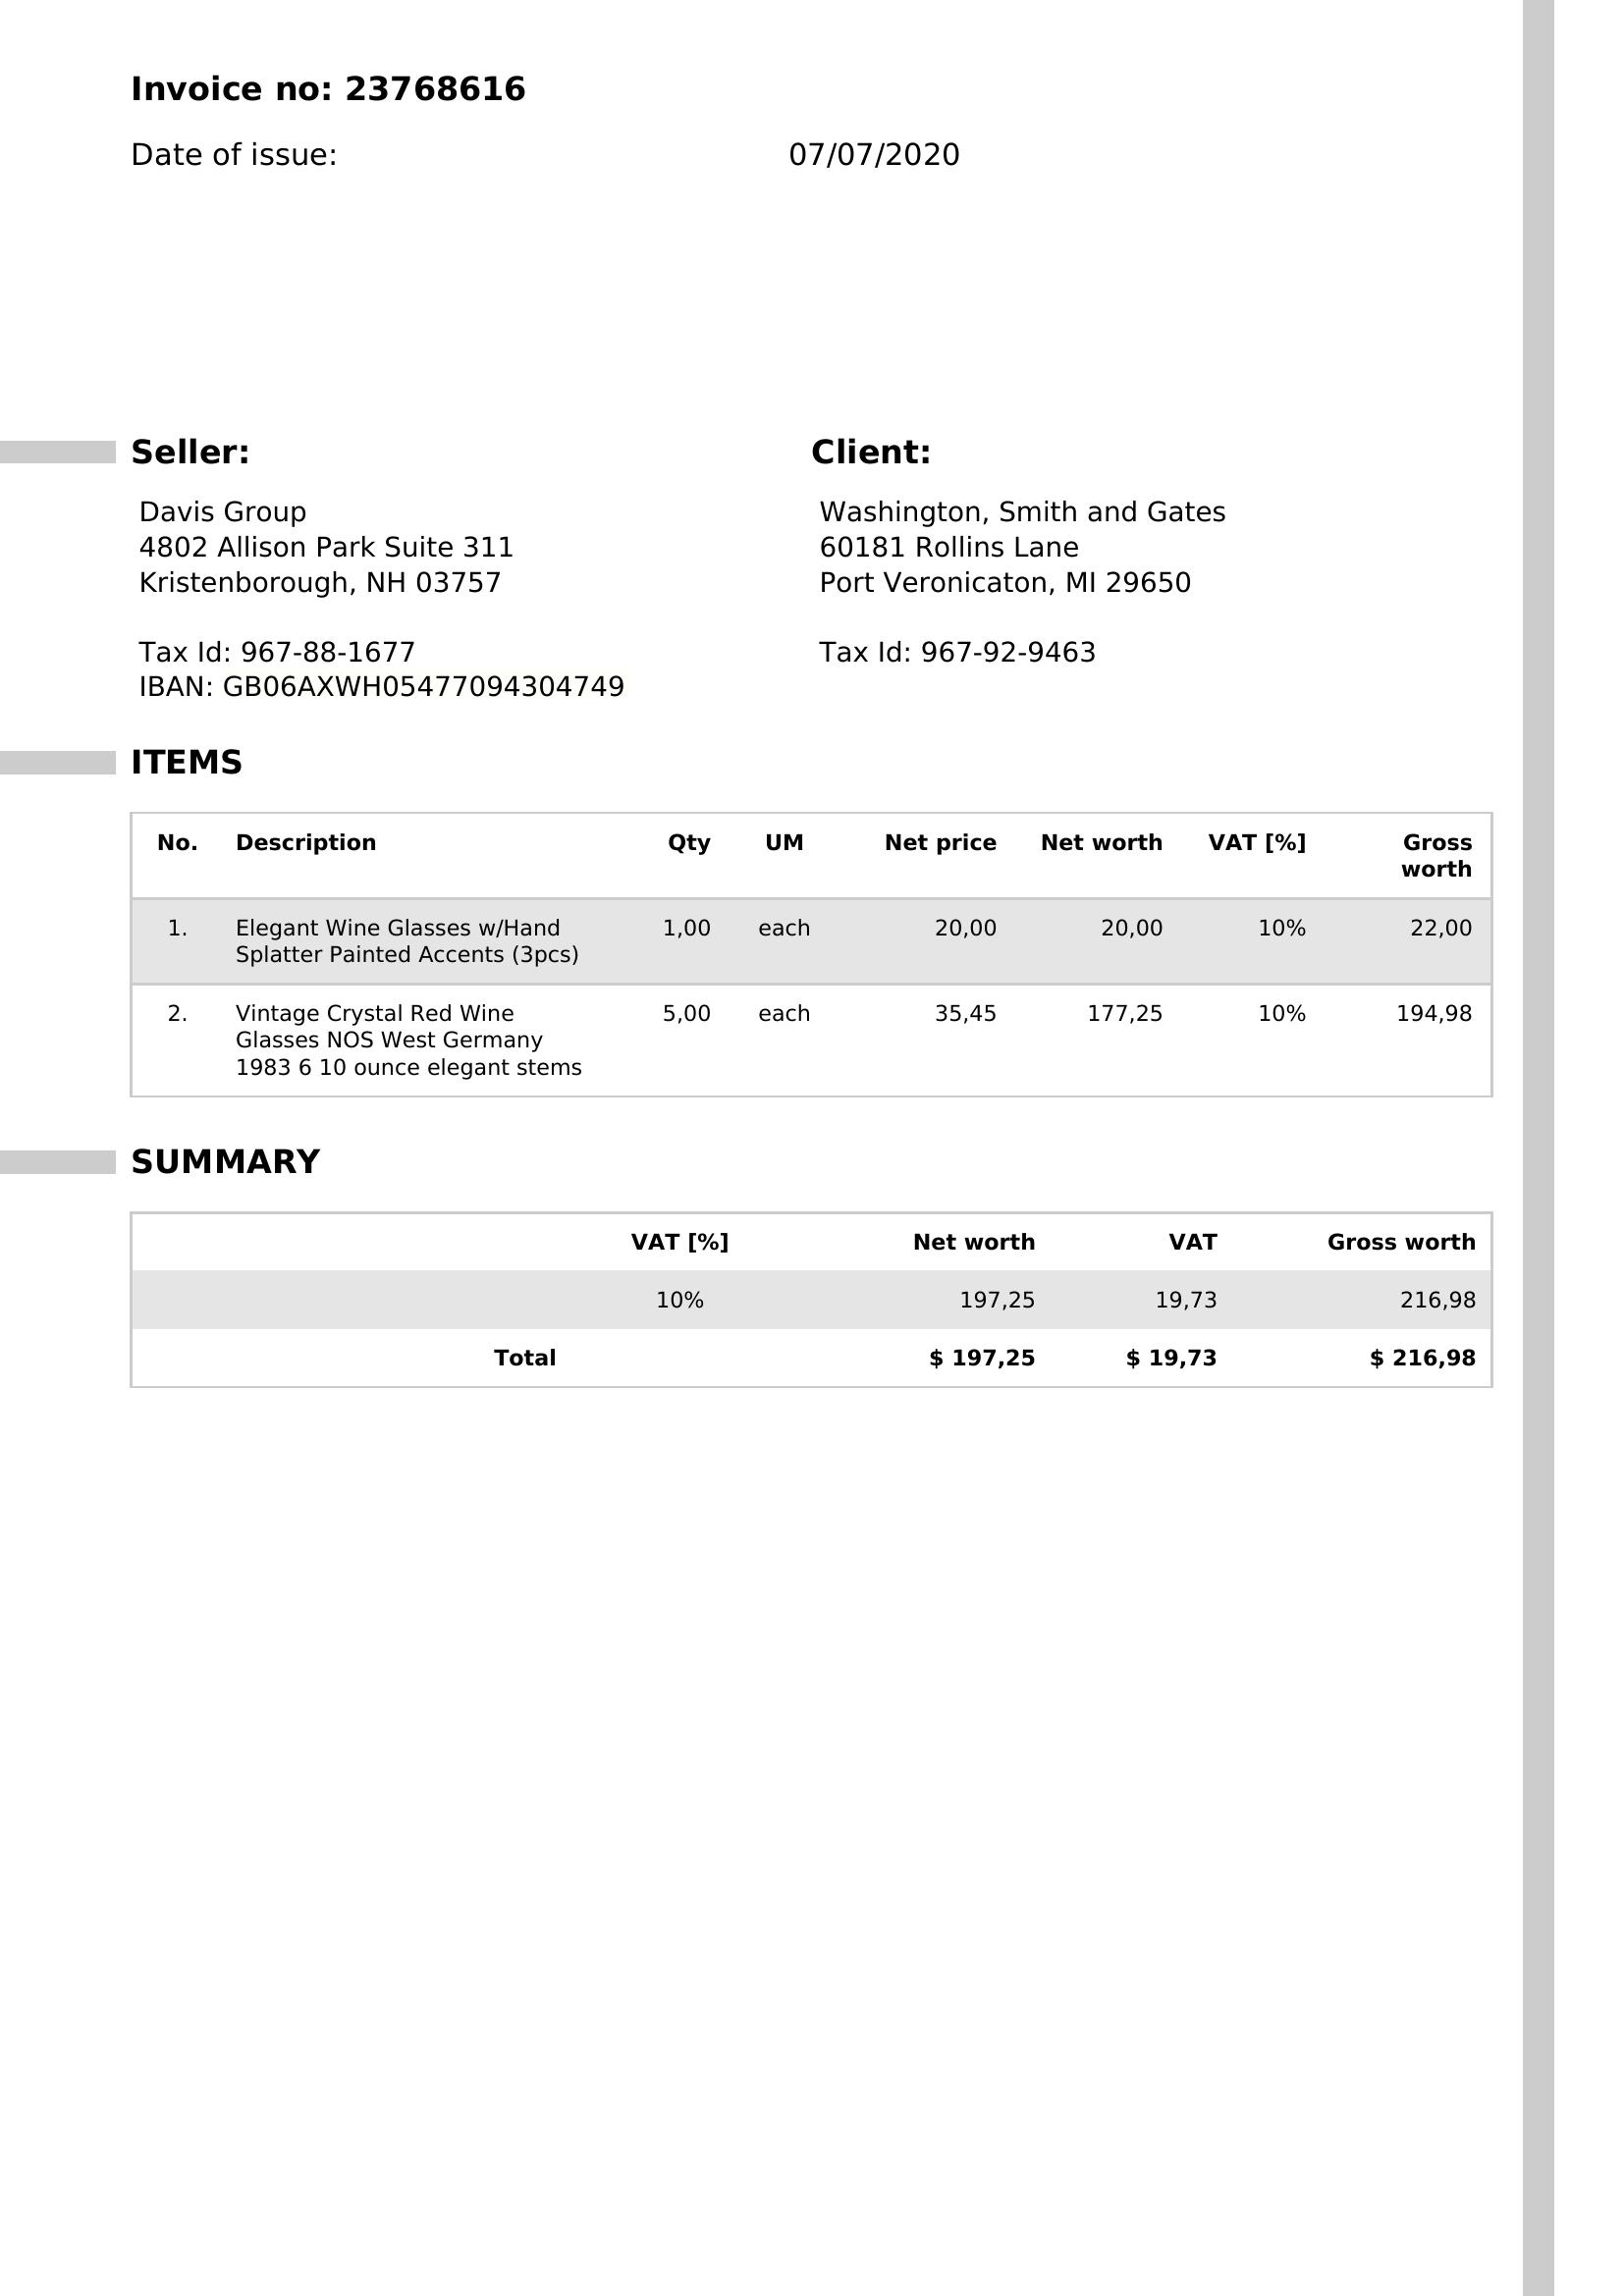 Invoice no: 23768616
Date of issue: 07/07/2020
Seller:
Davis Group
4802 Allison Park Suite 311
Kristenborough, NH 03757
Tax Id: 967-88-1677
IBAN: GB06AXWH05477094304749
Client:
Washington, Smith and Gates
60181 Rollins Lane
Port Veronicaton, MI 29650
Tax Id: 967-92-9463
ITEMS
No. Description Qty UM Net price Net worth VAT [%] Gross
worth
1. Elegant Wine Glasses w/Hand 1,00 each 20,00 20,00 10% 22,00
Splatter Painted Accents (3pcs)
2. Vintage Crystal Red Wine 5,00 each 35,45 177,25 10% 194,98
Glasses NOS West Germany
1983 6 10 ounce elegant stems
SUMMARY
VAT [%] Net worth VAT Gross worth
10% 197,25 19,73 216,98
Total $ 197,25 $ 19,73 $ 216,98